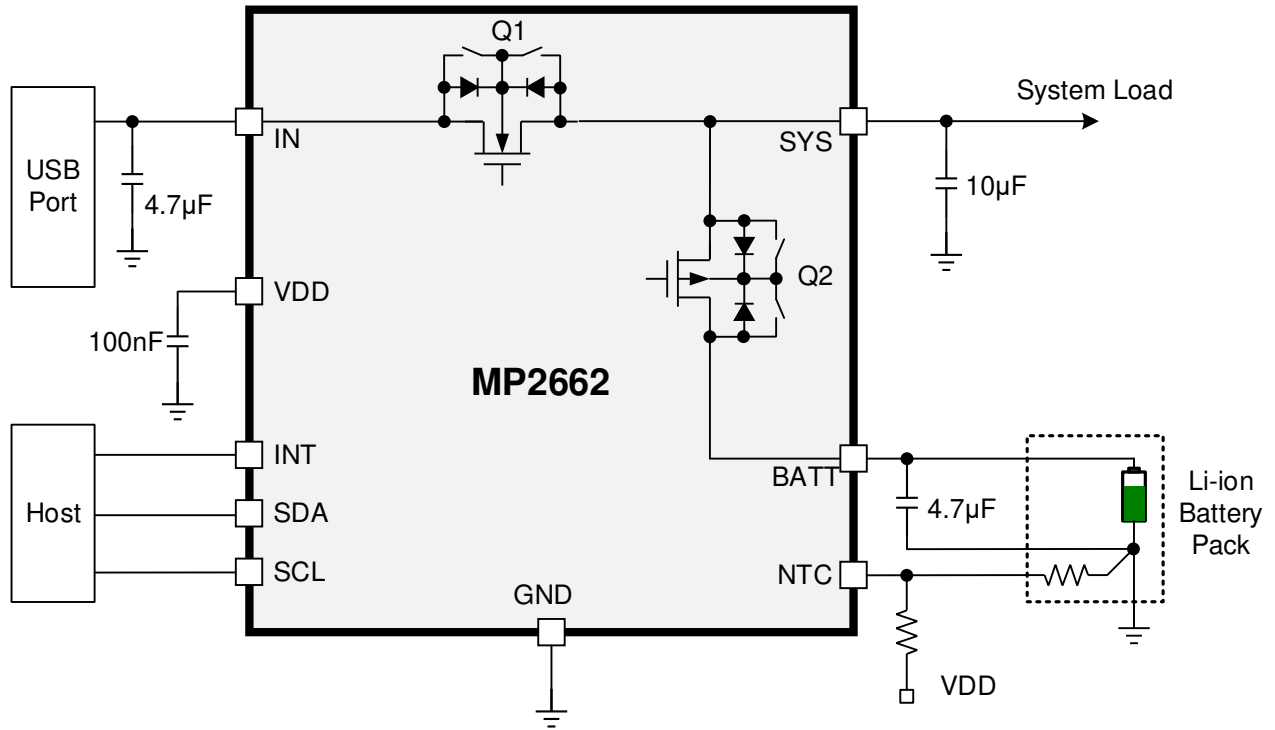 Q1
System Load
IN
SYS
USB
Port
4.7µF
10µF
Q2
VDD
100nF
MP2662
INT
BATT
Li-ion
Battery
Pack
Host
SDA
4.7µF
SCL
NTC
GND
VDD